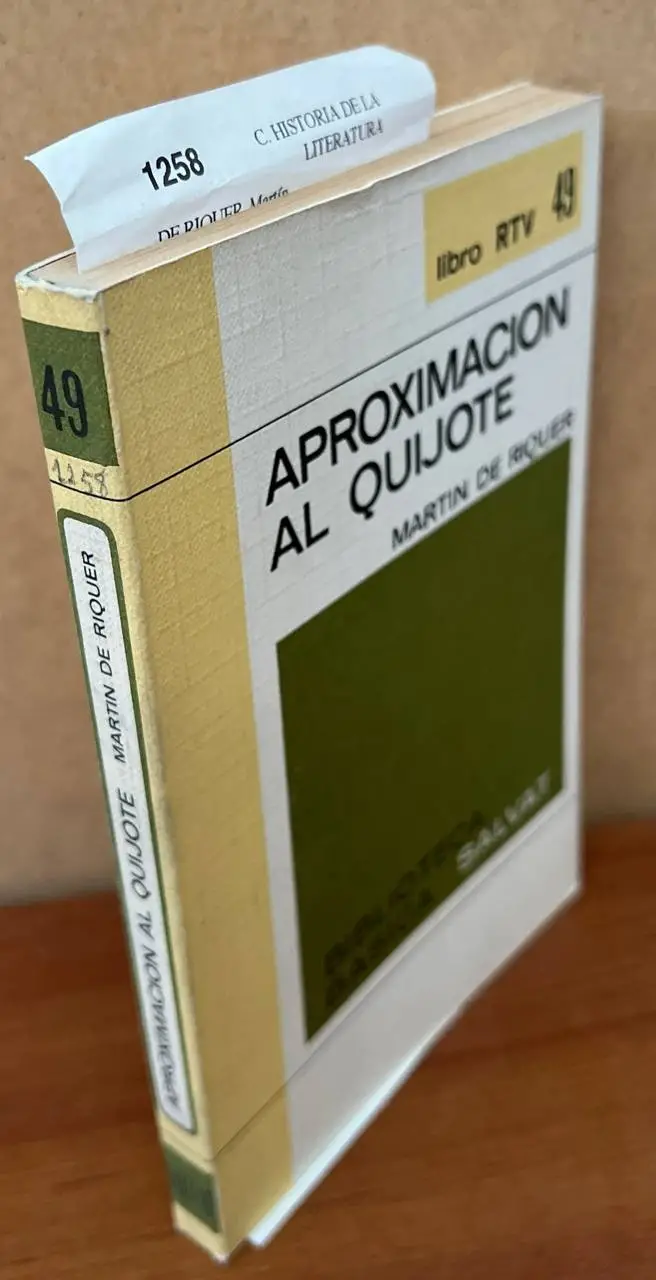 1258
C. HISTORIA DE LA
LITERATURA
DE RIQUER, Martín
libro RTV 49
APROXIMACION
AL QUIJOTE
MARTIN DE RIQUER
BIBLIOTECA
BASICA SALVAT
49
1258
APROXIMACION AL QUIJOTE MARTIN DE RIQUER